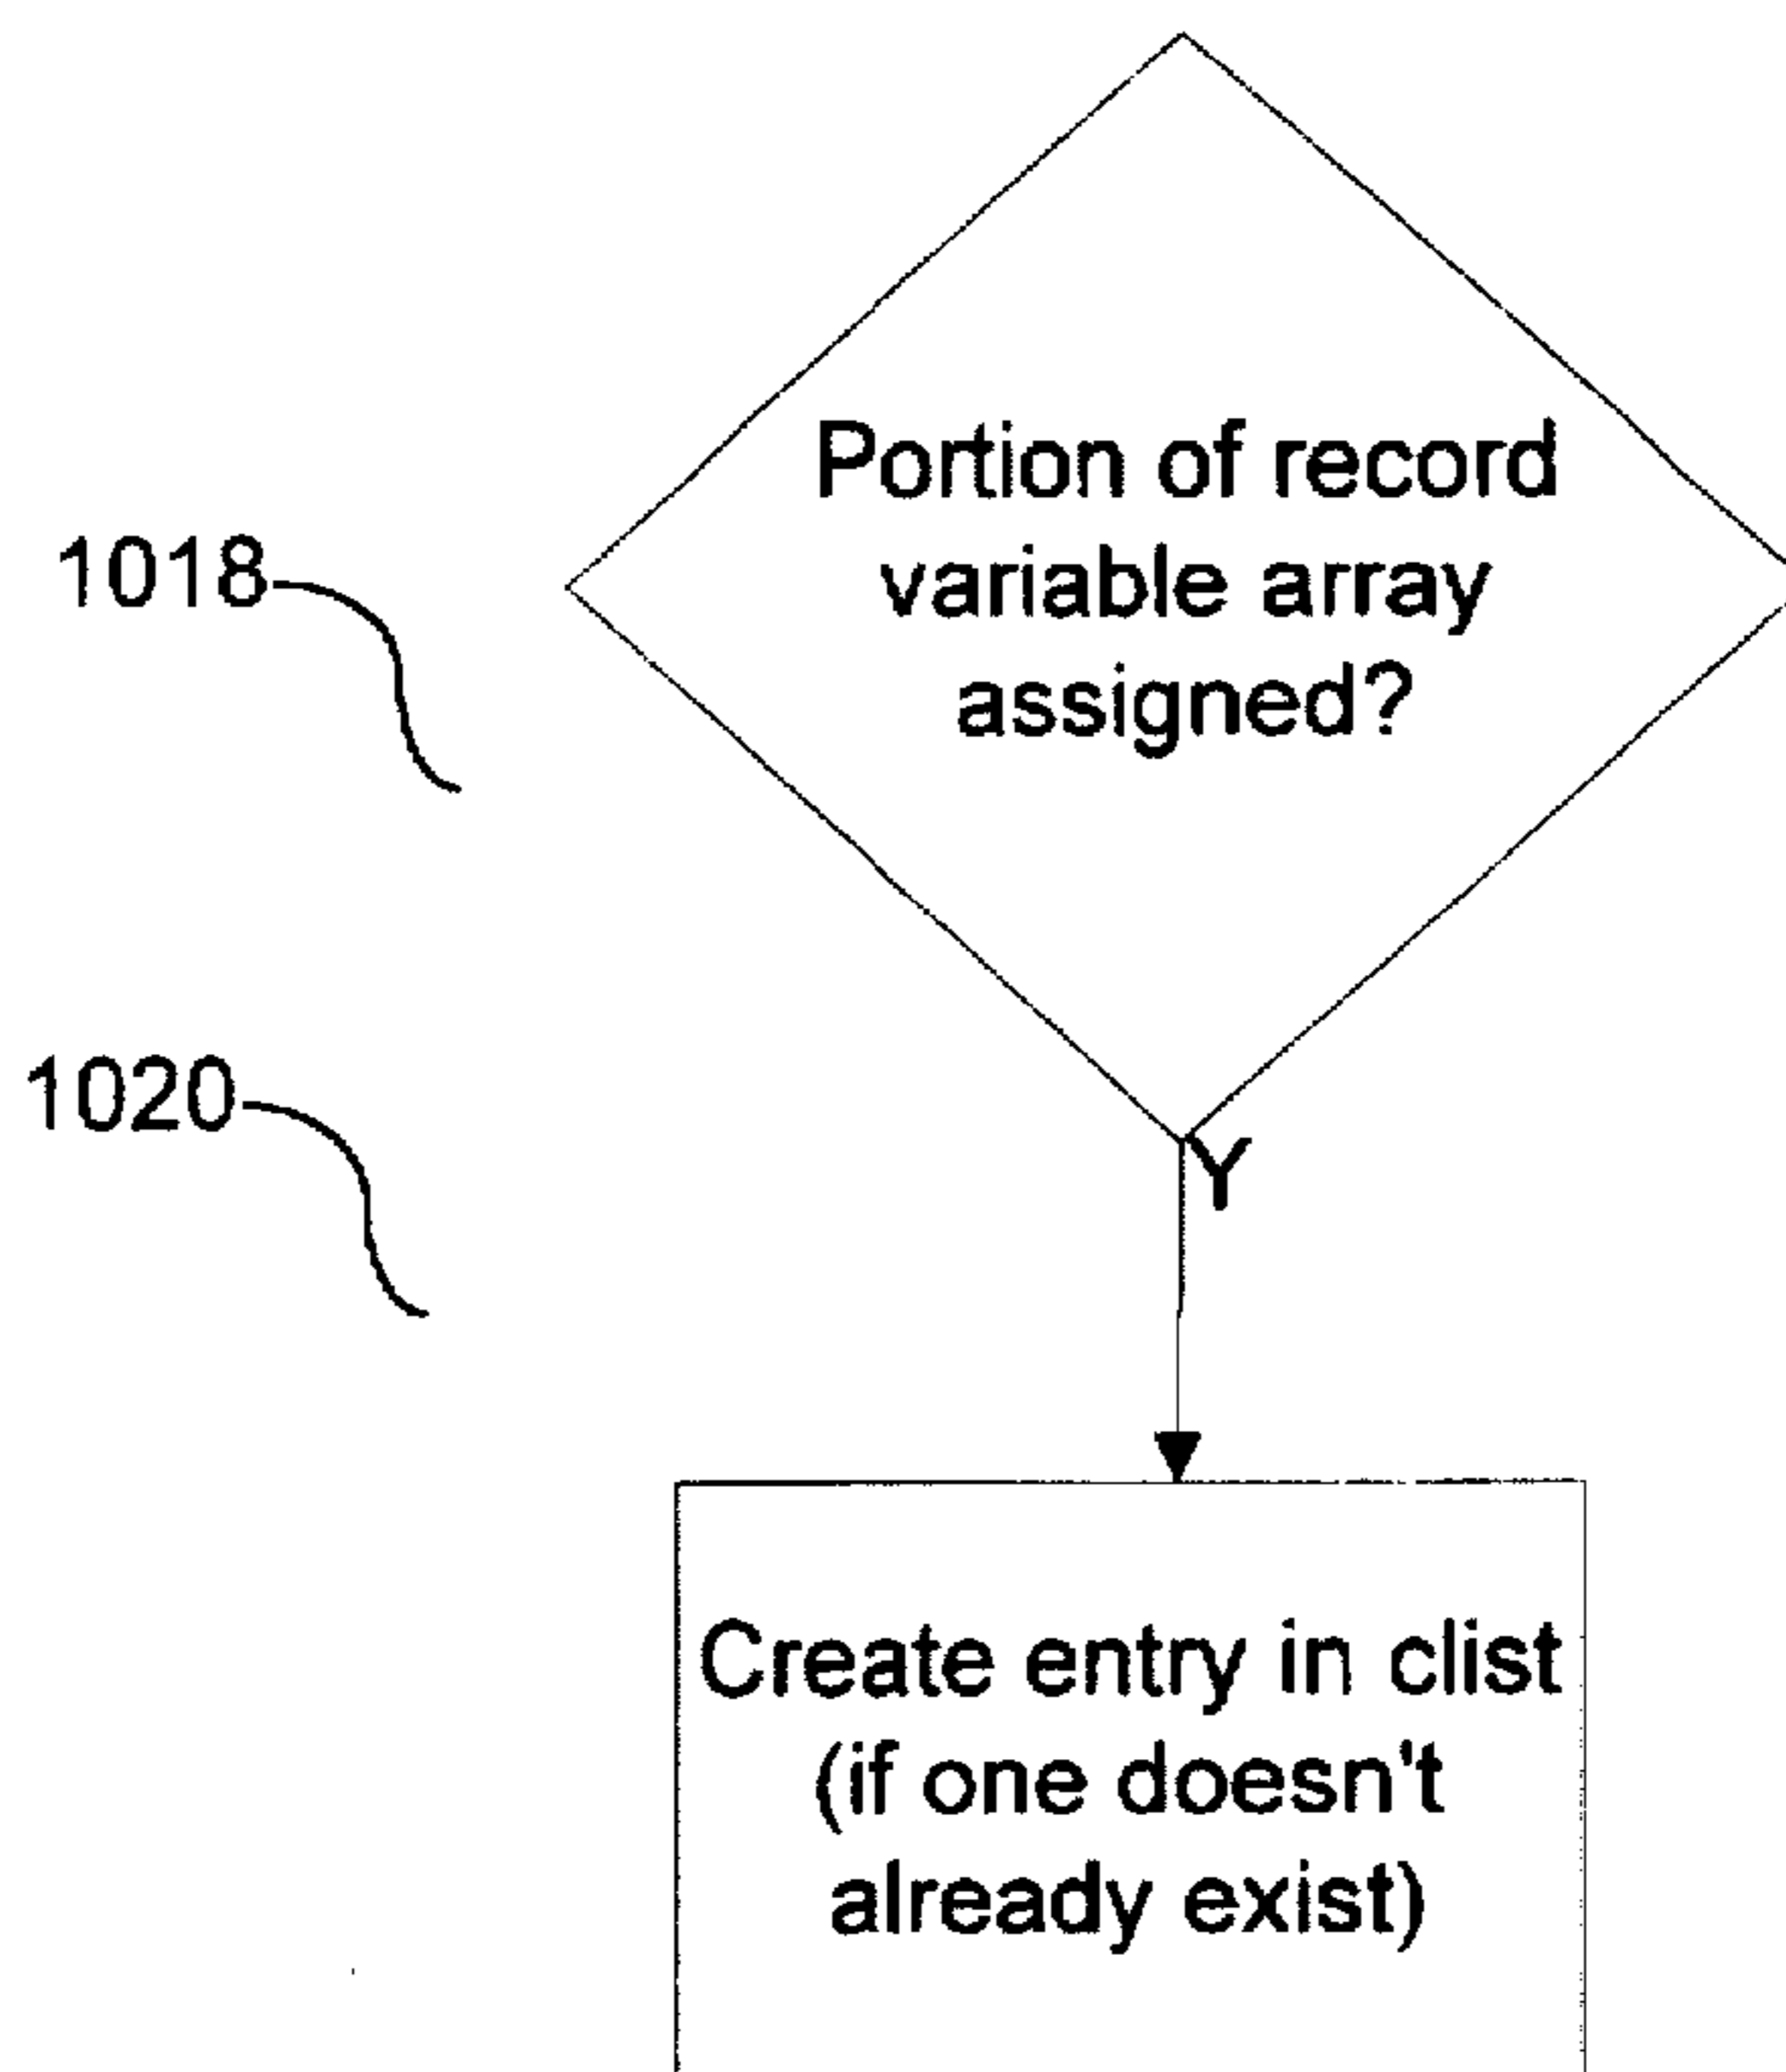 Portion of record
variable array
assigned?
1018
1020
Y
Create entry in clist
(if one doesn't
already exist)